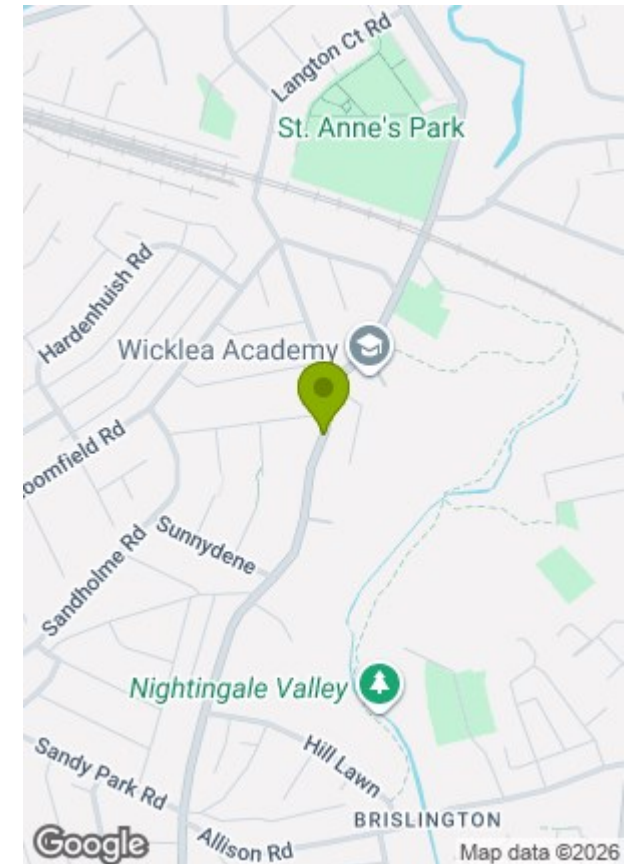 Langton Ct Rd
St. Anne's Park
Hardenhuish Rd
Wicklea Academy
oomfield Rd
Sunnydene
Sandholme Rd
Nightingale Valley
Hill Lawn
Sandy Park Rd
BRISLINGTON
Allison Rd
Google
Map data ©2026